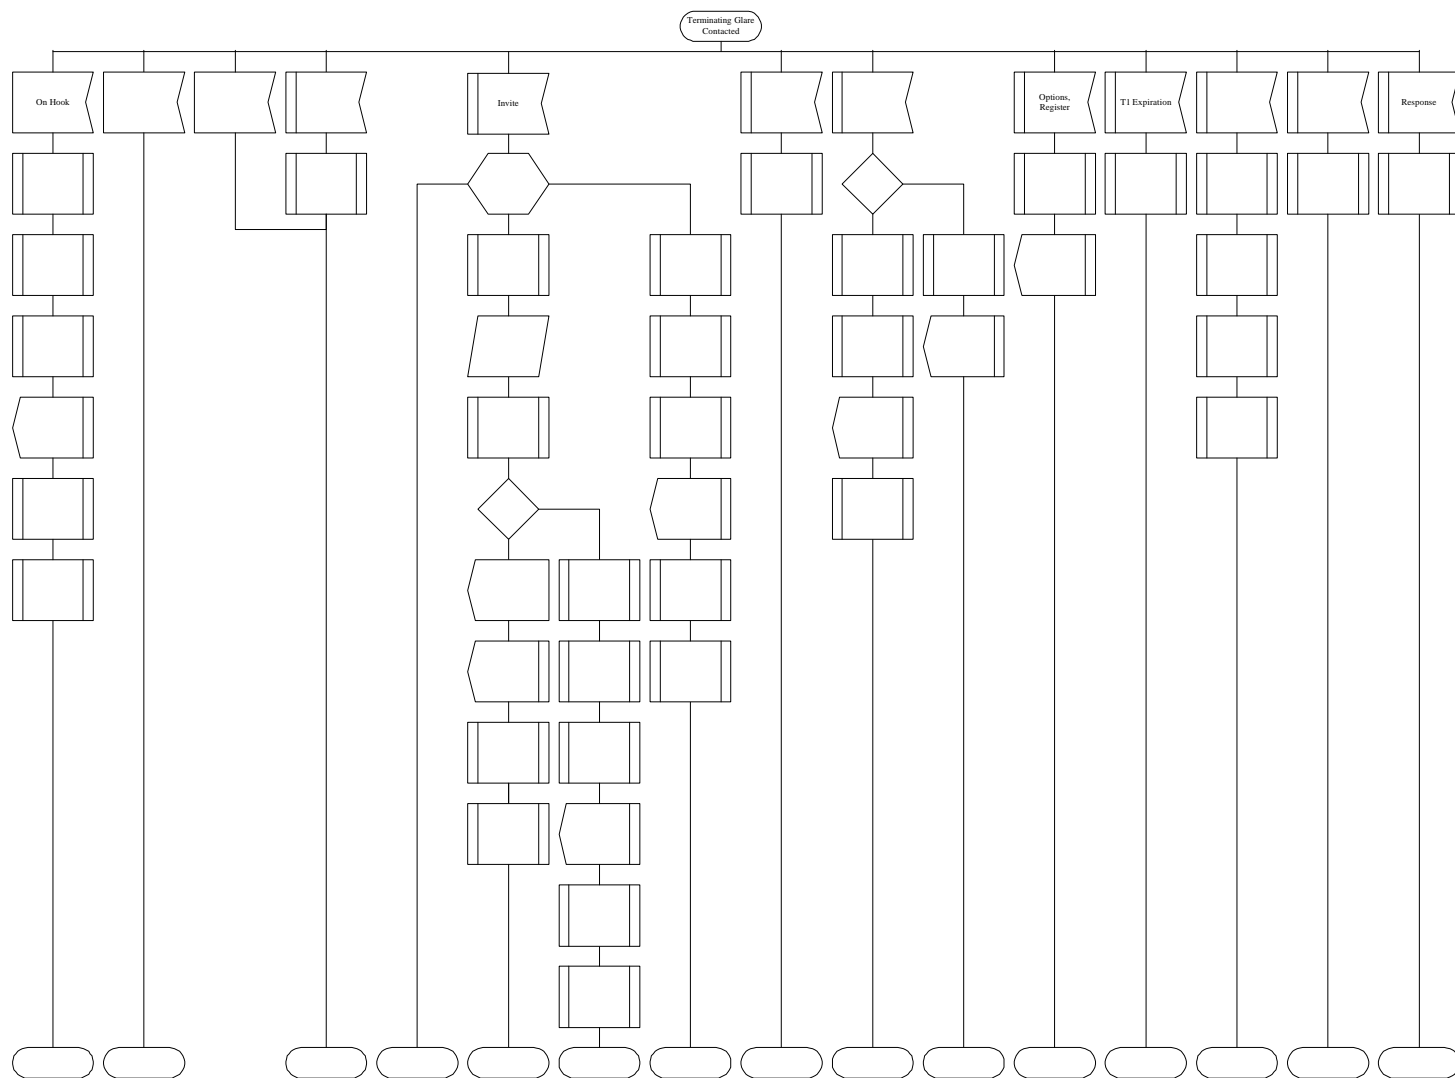 Terminating Glare
Contacted
On Hook
Invite
Options,
Register
T1 Expiration
Response